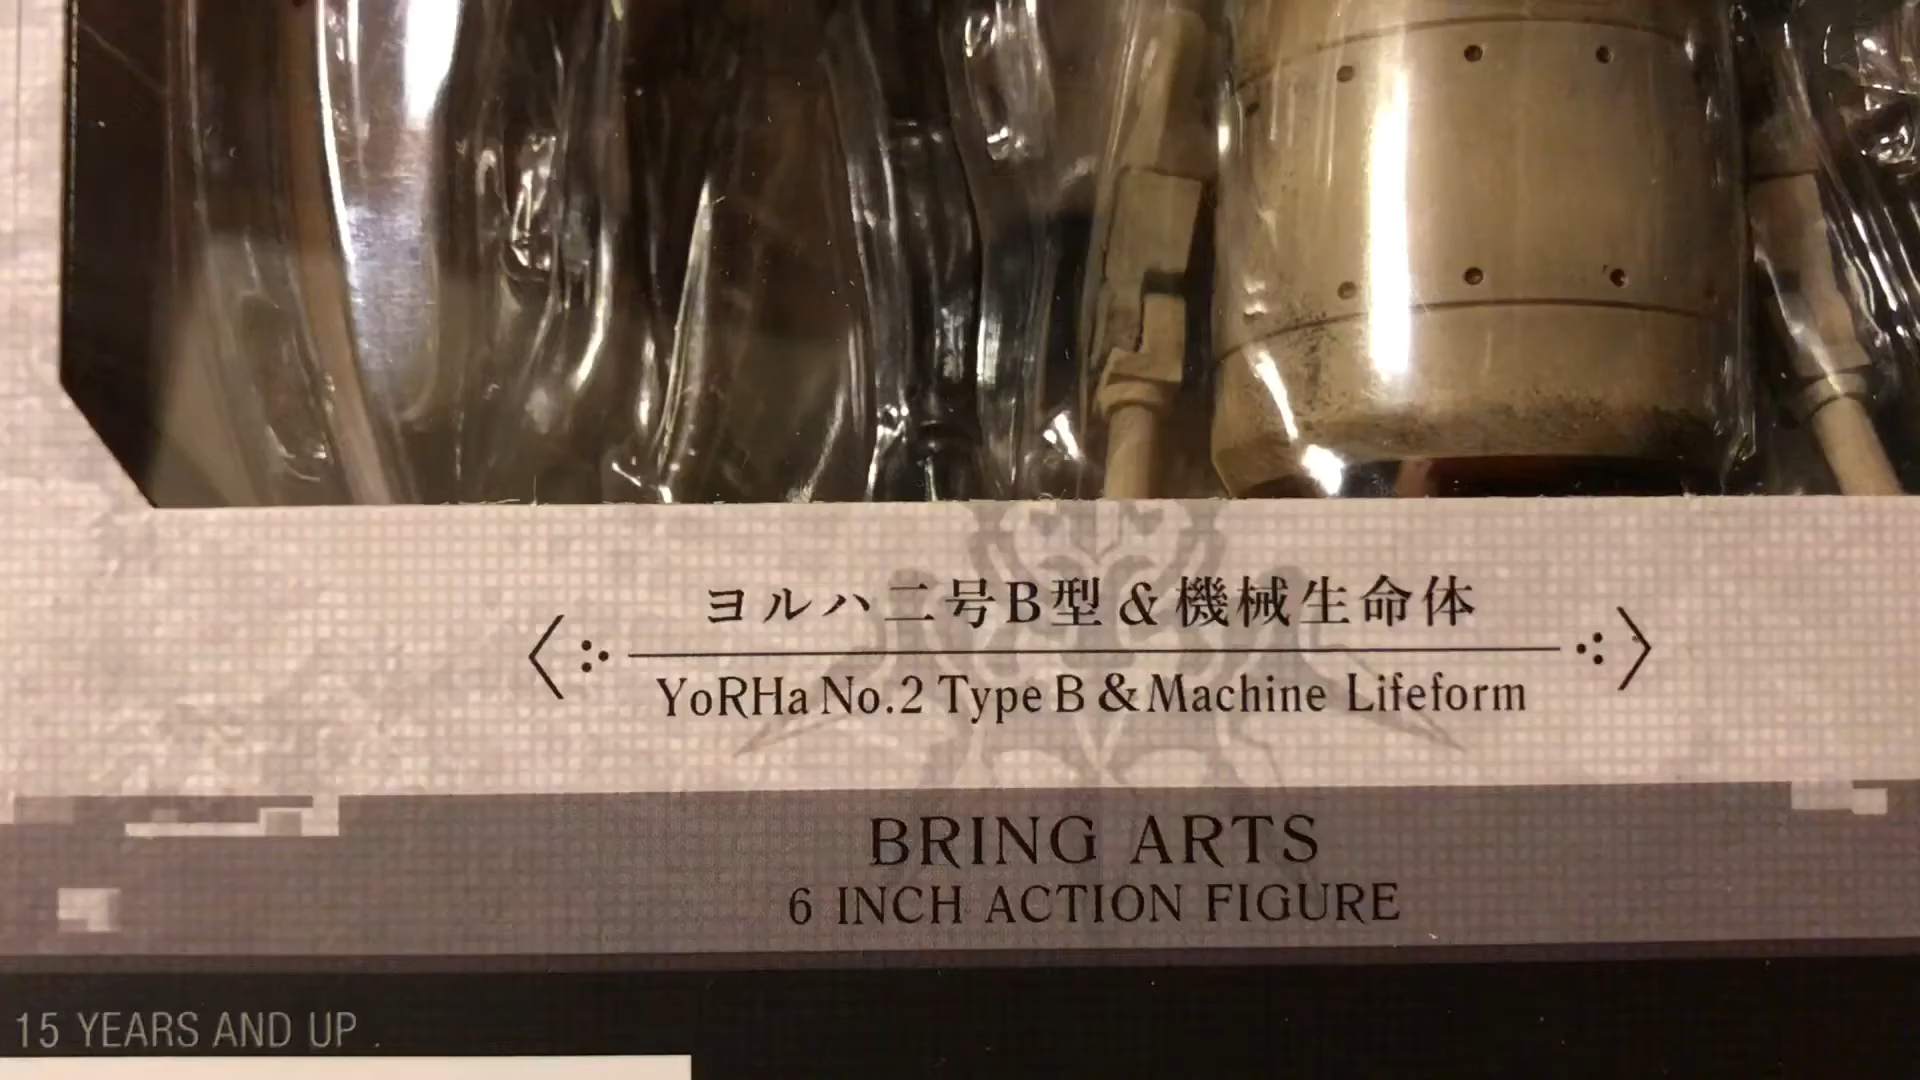 ヨルハ二号B型&機械生命体
YoRHa No.2 Type B & Machine Lifeform
BRING ARTS
6 INCH ACTION FIGURE
15 YEARS AND UP .